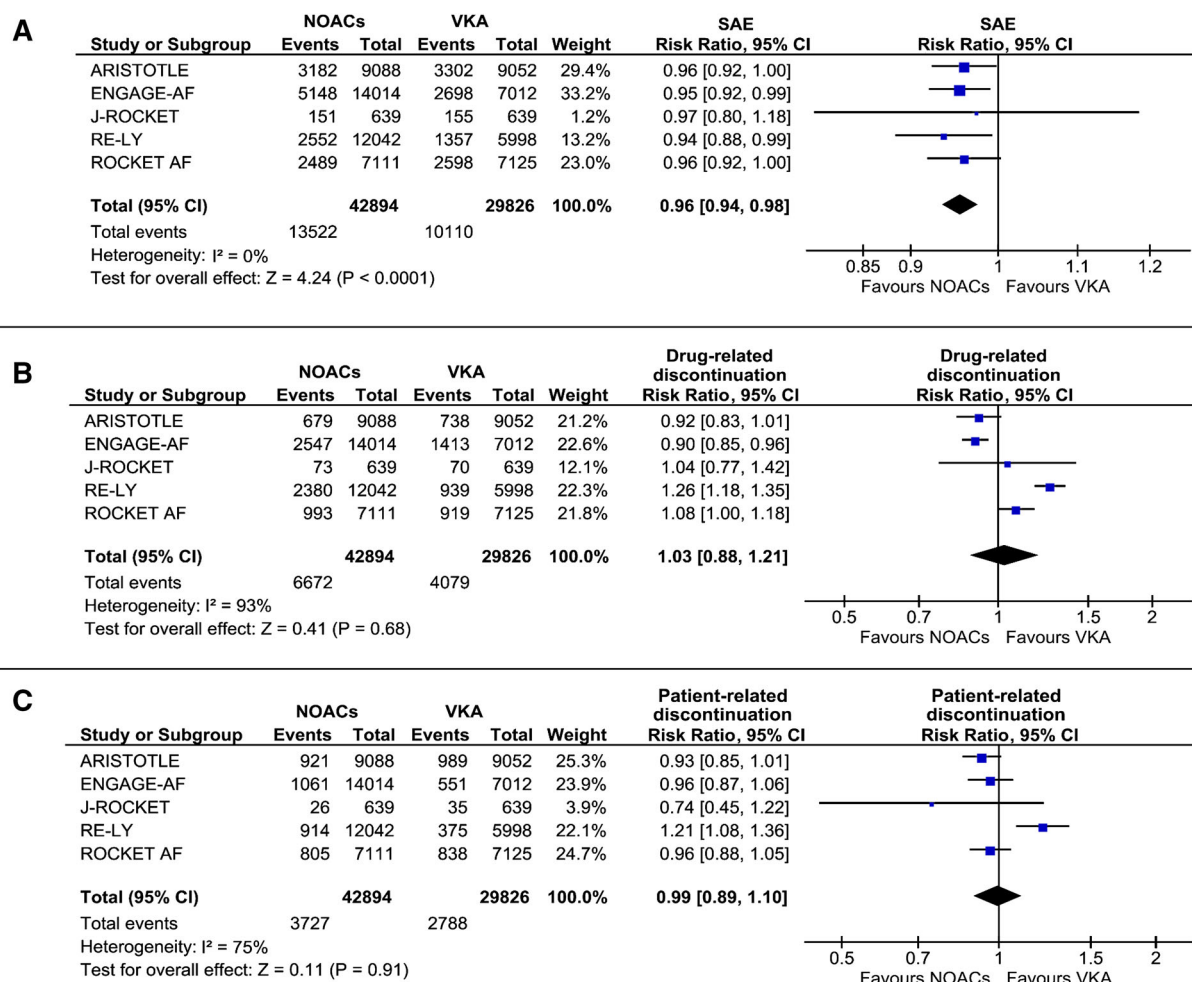 A
NOACs VKA SAE SAE
Study or Subgroup Events Total Events Total Weight Risk Ratio, 95% CI Risk Ratio, 95% CI
ARISTOTLE 3182 9088 3302 9052 29.4% 0.96 [0.92, 1.00]
ENGAGE-AF 5148 14014 2698 7012 33.2% 0.95 [0.92, 0.99]
J-ROCKET 151 639 155 639 1.2% 0.97 [0.80, 1.18]
RE-LY 2552 12042 1357 5998 13.2% 0.94 [0.88, 0.99]
ROCKET AF 2489 7111 2598 7125 23.0% 0.96 [0.92, 1.00]
Total (95% CI) 42894 29826 100.0% 0.96 [0.94, 0.98]
Total events 13522 10110
Heterogeneity: I² = 0%
Test for overall effect: Z = 4.24 (P < 0.0001)
0.85 0.9 1 1.1 1.2
Favours NOACs Favours VKA
B
Drug-related Drug-related
NOACs VKA discontinuation discontinuation
Study or Subgroup Events Total Events Total Weight Risk Ratio, 95% CI Risk Ratio, 95% CI
ARISTOTLE 679 9088 738 9052 21.2% 0.92 [0.83, 1.01]
ENGAGE-AF 2547 14014 1413 7012 22.6% 0.90 [0.85, 0.96]
J-ROCKET 73 639 70 639 12.1% 1.04 [0.77, 1.42]
RE-LY 2380 12042 939 5998 22.3% 1.26 [1.18, 1.35]
ROCKET AF 993 7111 919 7125 21.8% 1.08 [1.00, 1.18]
Total (95% CI) 42894 29826 100.0% 1.03 [0.88, 1.21]
Total events 6672 4079
Heterogeneity: I² = 93%
Test for overall effect: Z = 0.41 (P = 0.68)
0.5 0.7 1 1.5 2
Favours NOACs Favours VKA
C
Patient-related Patient-related
NOACs VKA discontinuation discontinuation
Study or Subgroup Events Total Events Total Weight Risk Ratio, 95% CI Risk Ratio, 95% CI
ARISTOTLE 921 9088 989 9052 25.3% 0.93 [0.85, 1.01]
ENGAGE-AF 1061 14014 551 7012 23.9% 0.96 [0.87, 1.06]
J-ROCKET 26 639 35 639 3.9% 0.74 [0.45, 1.22]
RE-LY 914 12042 375 5998 22.1% 1.21 [1.08, 1.36]
ROCKET AF 805 7111 838 7125 24.7% 0.96 [0.88, 1.05]
Total (95% CI) 42894 29826 100.0% 0.99 [0.89, 1.10]
Total events 3727 2788
Heterogeneity: I² = 75%
Test for overall effect: Z = 0.11 (P = 0.91)
0.5 0.7 1 1.5 2
Favours NOACs Favours VKA